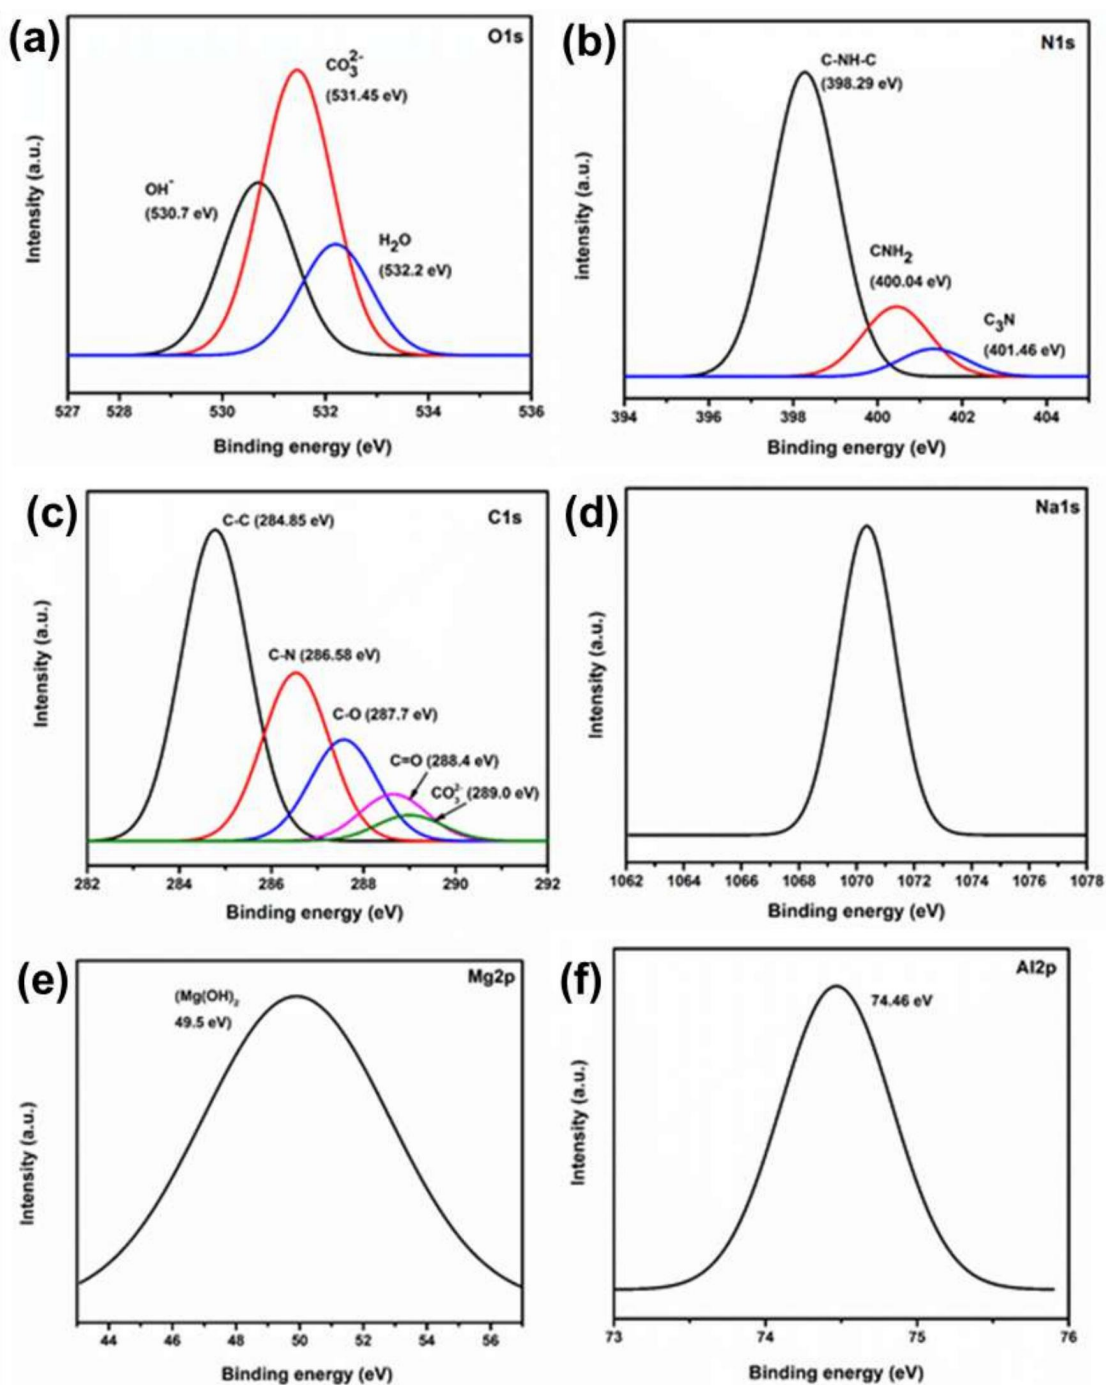 (a)
O1s
CO₃²⁻
(531.45 eV)
OH⁻
(530.7 eV)
H₂O
(532.2 eV)
Intensity (a.u.)
527 528 530 532 534 536
Binding energy (eV)
(b)
N1s
C-NH-C
(398.29 eV)
CNH₂
(400.04 eV)
C₃N
(401.46 eV)
intensity (a.u.)
394 396 398 400 402 404
Binding energy (eV)
(c)
C1s
C-C (284.85 eV)
C-N (286.58 eV)
C-O (287.7 eV)
C=O (288.4 eV)
CO₃²⁻ (289.0 eV)
Intensity (a.u.)
282 284 286 288 290 292
Binding energy (eV)
(d)
Na1s
Intensity (a.u.)
1062 1064 1066 1068 1070 1072 1074 1076 1078
Binding energy (eV)
(e)
Mg2p
(Mg(OH)₂
49.5 eV)
Intensity (a.u.)
44 46 48 50 52 54 56
Binding energy (eV)
(f)
Al2p
74.46 eV
Intensity (a.u.)
73 74 75 76
Binding energy (eV)